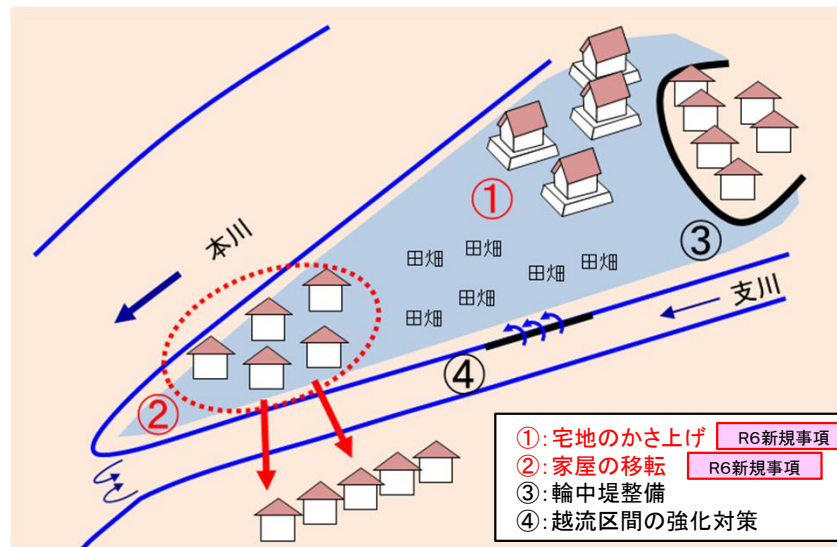 ①
③
本川
田畑
田畑
田畑
田畑
田畑
田畑
支川
④
②
①：宅地のかさ上げ R6新規事項
②：家屋の移転 R6新規事項
③：輪中堤整備
④：越流区間の強化対策